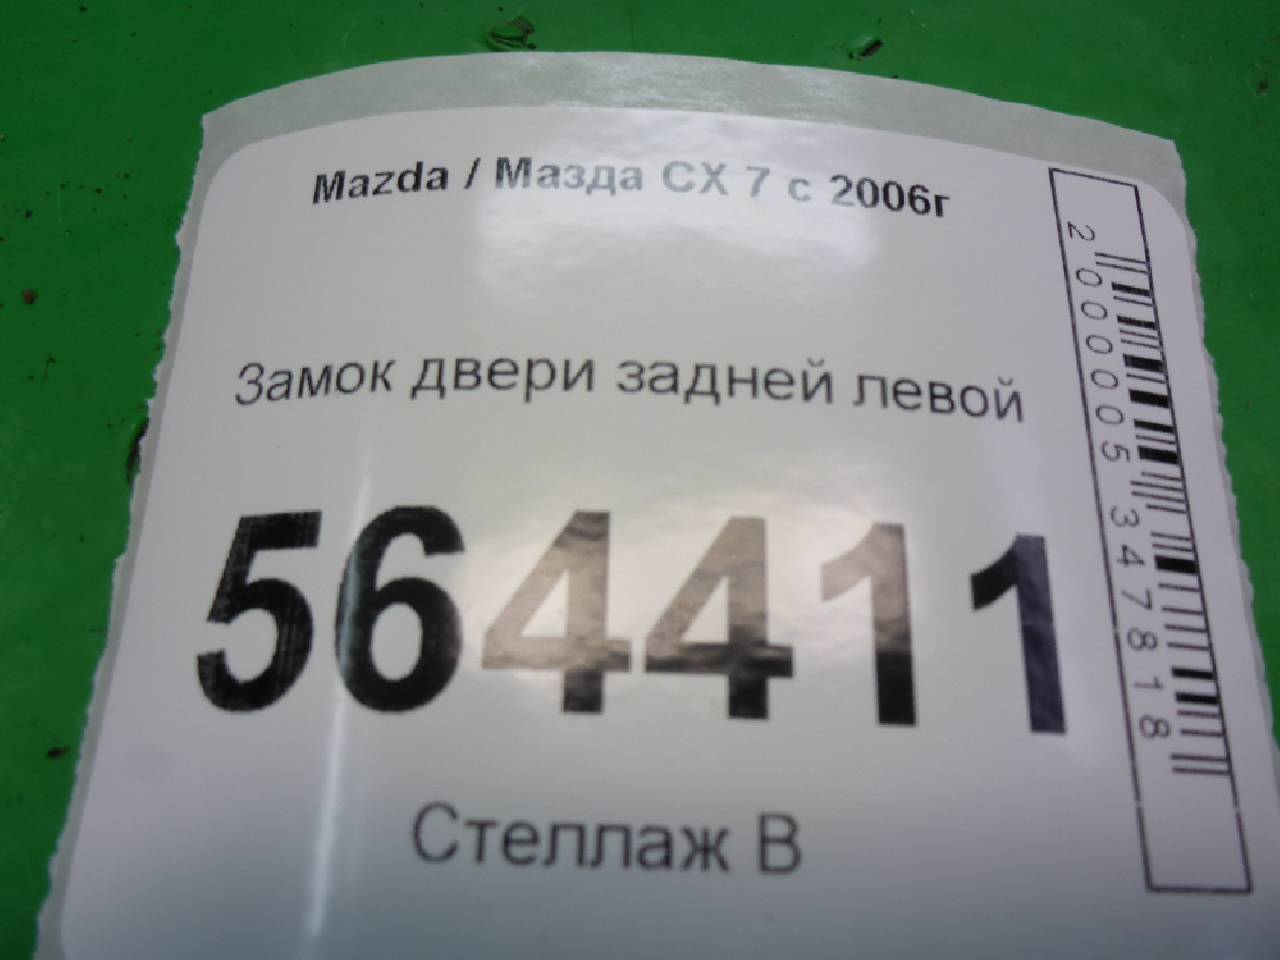 Mazda / Мазда CX 7 с 2006г
Замок двери задней левой
564411
Стеллаж В
2000005347818